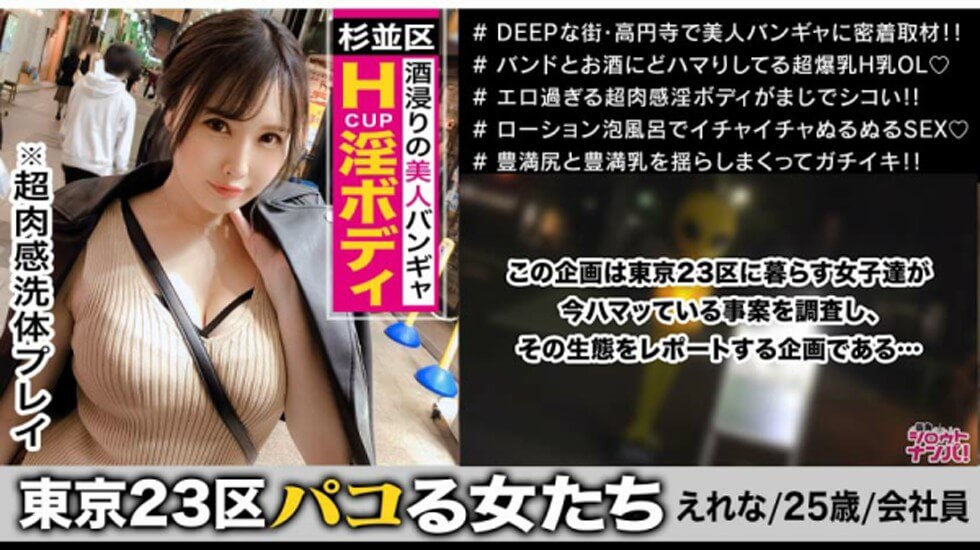 杉並区
酒浸りの美人バンギャ
HCUP淫ボディ
※超肉感洗体プレイ
# DEEPな街・高円寺で美人バンギャに密着取材!!
# バンドとお酒にどハマりしてる超爆乳H乳OL♡
# エロ過ぎる超肉感淫ボディがまじでシコい!!
# ローション泡風呂でイチャイチャぬるぬるSEX♡
# 豊満尻と豊満乳を揺らしまくってガチイキ!!
この企画は東京23区に暮らす女子達が
今ハマッている事案を調査し、
その生態をレポートする企画である…
シロウト
ナンパ!
東京23区パコる女たち えれな/25歳/会社員